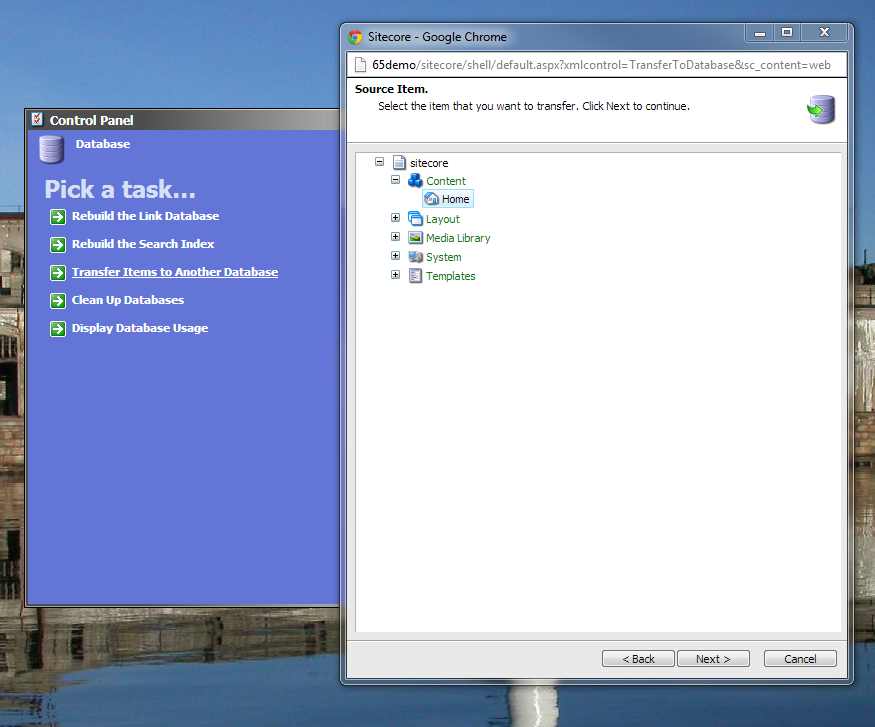 Control Panel
Database
Pick a task...
Rebuild the Link Database
Rebuild the Search Index
Transfer Items to Another Database
Clean Up Databases
Display Database Usage
Sitecore - Google Chrome
65demo/sitecore/shell/default.aspx?xmlcontrol=TransferToDatabase&sc_content=web
Source Item.
Select the item that you want to transfer. Click Next to continue.
sitecore
Content
Home
Layout
Media Library
System
Templates
< Back
Next >
Cancel